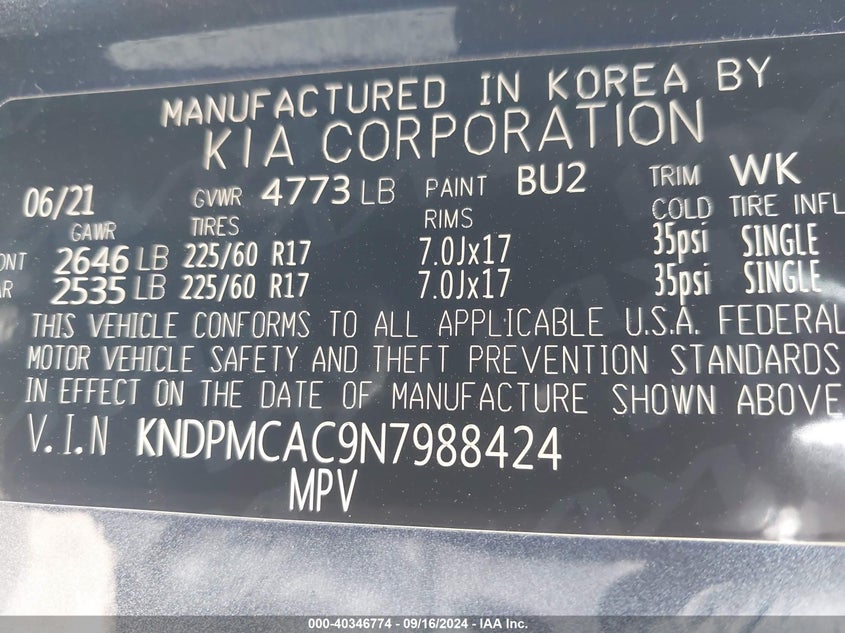 MANUFACTURED IN KOREA BY
KIA CORPORATION
06/21 GVWR 4773 LB PAINT BU2 TRIM WK
GAWR TIRES RIMS COLD TIRE INFL
ONT 2646 LB 225/60 R17 7.0Jx17 35psi SINGLE
AR 2535 LB 225/60 R17 7.0Jx17 35psi SINGLE
THIS VEHICLE CONFORMS TO ALL APPLICABLE U.S.A. FEDERAL
MOTOR VEHICLE SAFETY AND THEFT PREVENTION STANDARDS
IN EFFECT ON THE DATE OF MANUFACTURE SHOWN ABOVE
V.I.N KNDPMCAC9N7988424
MPV
000-40346774 - 09/16/2024 - IAA Inc.